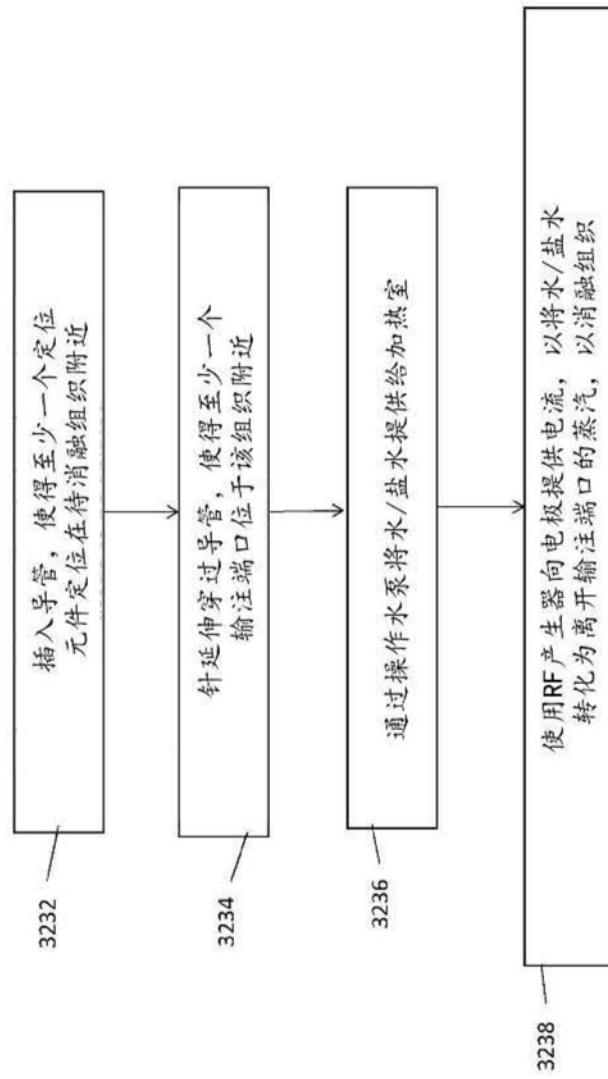 插入导管，使得至少一个定位
元件定位在待消融组织附近
3232
针延伸穿过导管，使得至少一个
输注端口位于该组织附近
3234
通过操作水泵将水/盐水提供给加热室
3236
使用RF产生器向电极提供电流，以将水/盐水
转化为离开输注端口的蒸汽，以消融组织
3238